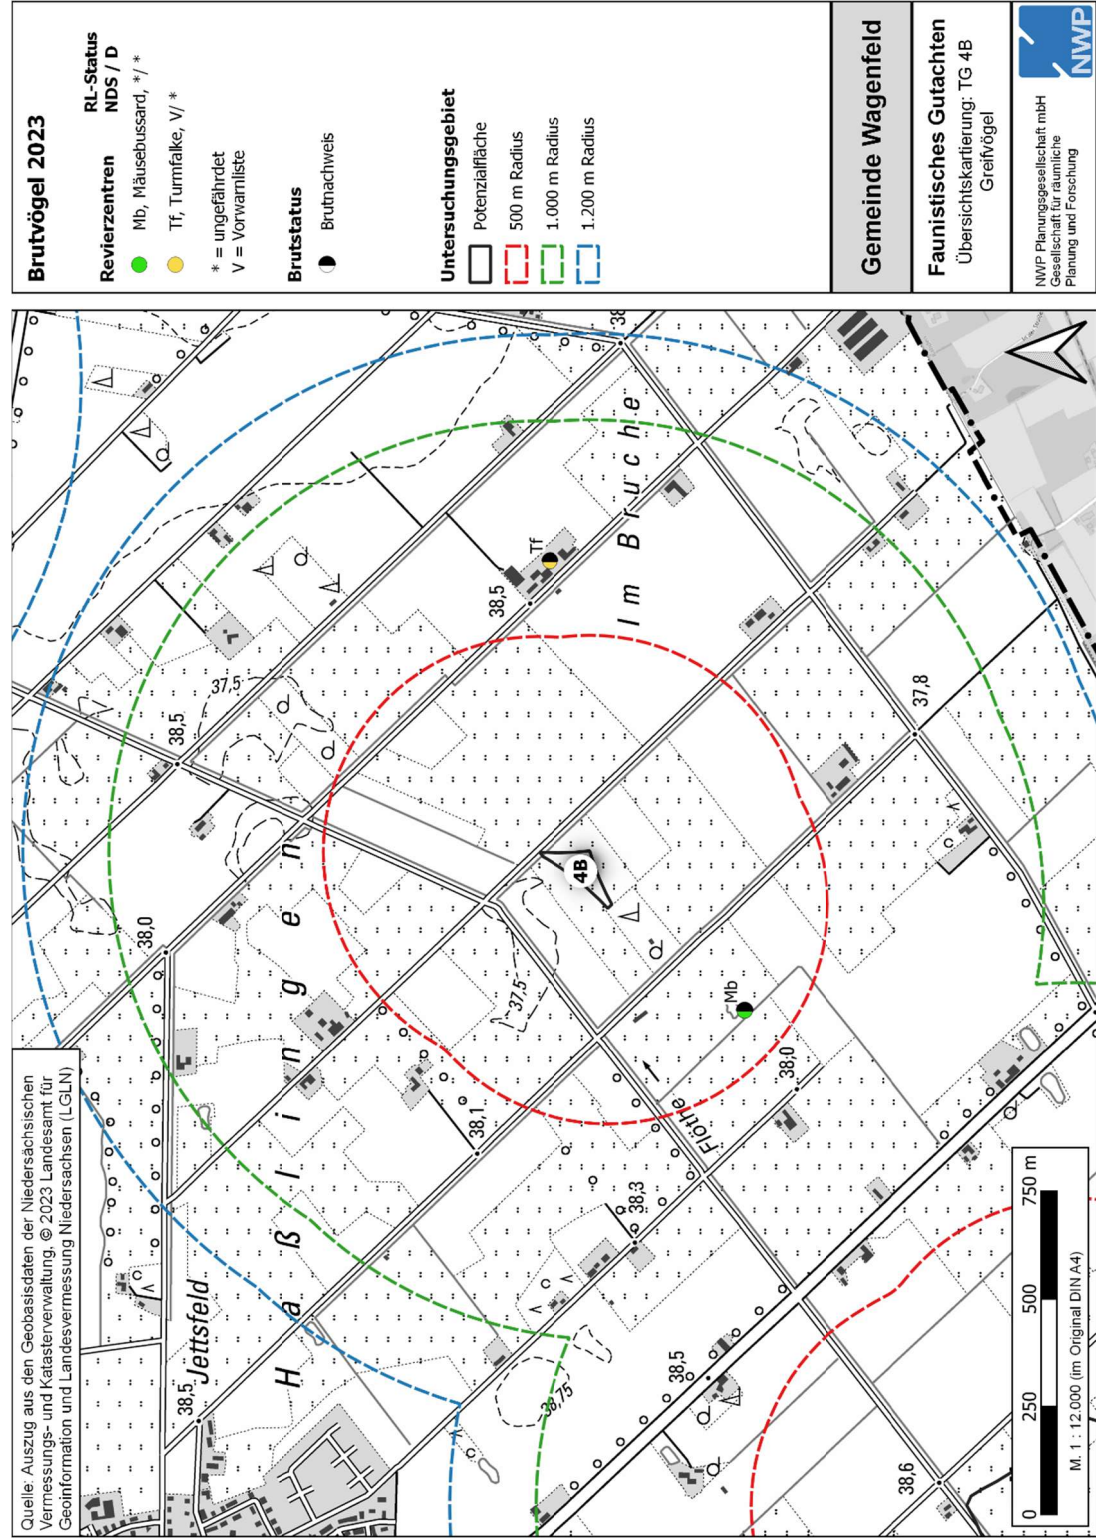 Quelle: Auszug aus den Geobasisdaten der Niedersächsischen
Vermessungs- und Katasterverwaltung, © 2023 Landesamt für
Geoinformation und Landesvermessung Niedersachsen (LGLN)
38,5
Jettsfeld
Haßlingen
38,0
38,5
37,5
38,1
37,5
38,5
Tf
Im Bruche
38
4B
Mb
Flöthe
38,0
38,3
38,75
38,5
38,6
37,8
0 250 500 750 m
M. 1 : 12.000 (im Original DIN A4)
Brutvögel 2023
Revierzentren
RL-Status
NDS / D
Mb, Mäusebussard, */ *
Tf, Turmfalke, V/ *
* = ungefährdet
V = Vorwarnliste
Brutstatus
Brutnachweis
Untersuchungsgebiet
Potenzialfläche
500 m Radius
1.000 m Radius
1.200 m Radius
Gemeinde Wagenfeld
Faunistisches Gutachten
Übersichtskartierung: TG 4B
Greifvögel
NWP Planungsgesellschaft mbH
Gesellschaft für räumliche
Planung und Forschung
NWP